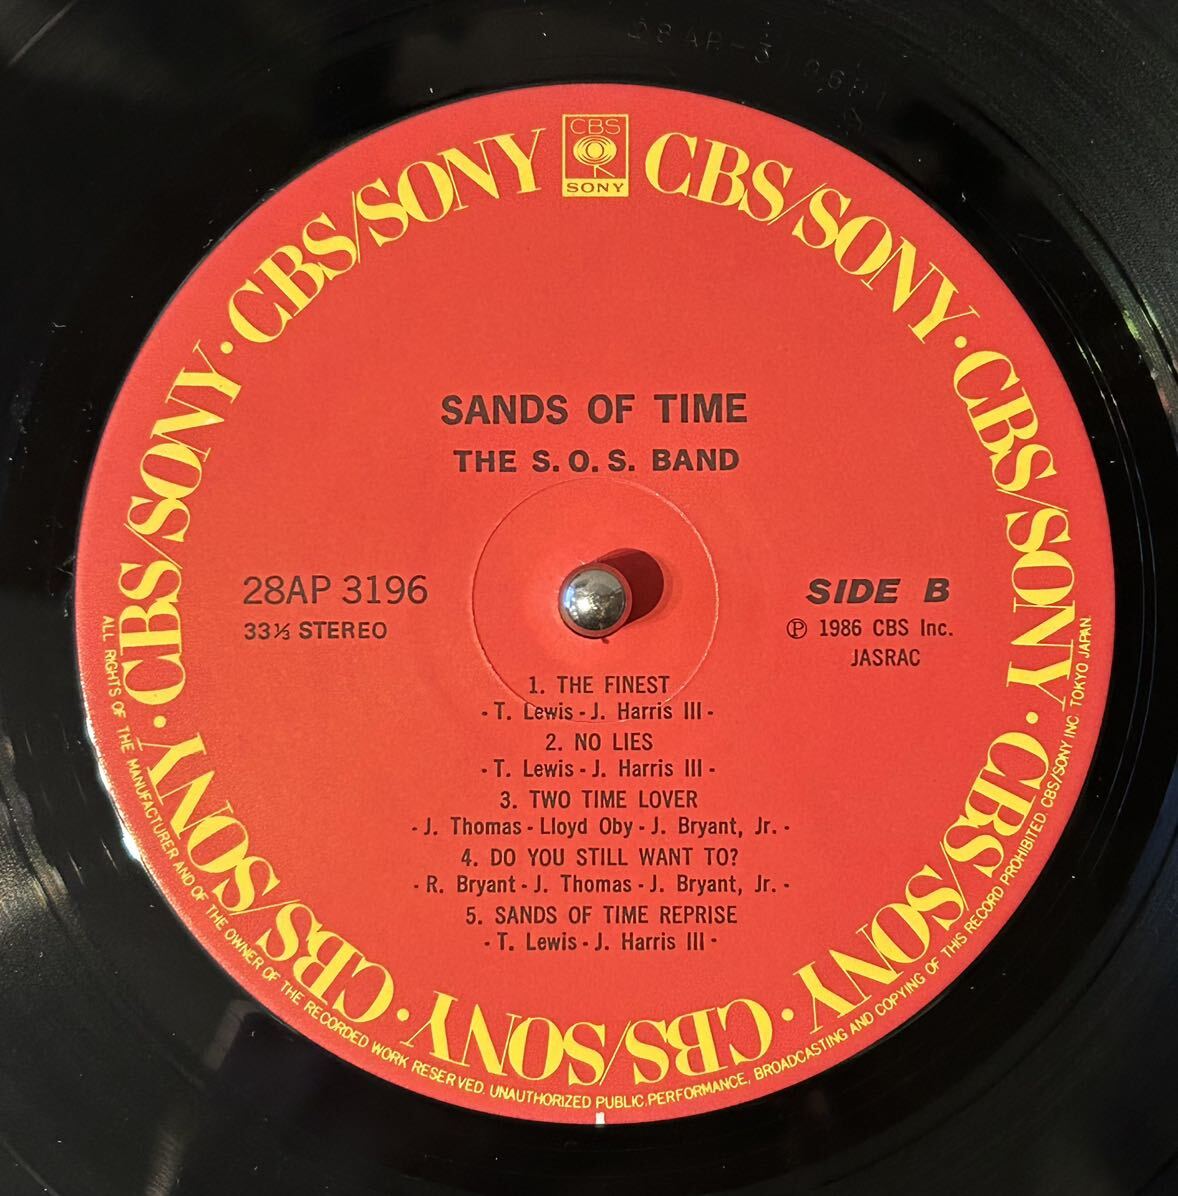 28AP-3196B1
CBS
SONY
CBS/SONY · CBS/SONY · CBS/SONY · CBS/SONY · CBS/SONY · CBS/SONY · CBS/SONY · CBS/SONY · CBS/SONY
SANDS OF TIME
THE S.O.S. BAND
28AP 3196
33⅓ STEREO
SIDE B
Ⓟ 1986 CBS Inc.
JASRAC
1. THE FINEST
-T. Lewis-J. Harris III-
2. NO LIES
-T. Lewis-J. Harris III-
3. TWO TIME LOVER
-J. Thomas-Lloyd Oby-J. Bryant, Jr.-
4. DO YOU STILL WANT TO?
-R. Bryant-J. Thomas-J. Bryant, Jr.-
5. SANDS OF TIME REPRISE
-T. Lewis-J. Harris III-
ALL RIGHTS OF THE MANUFACTURER AND OF THE OWNER OF THE RECORDED WORK RESERVED. UNAUTHORIZED PUBLIC PERFORMANCE, BROADCASTING AND COPYING OF THIS RECORD PROHIBITED. CBS/SONY INC. TOKYO JAPAN.